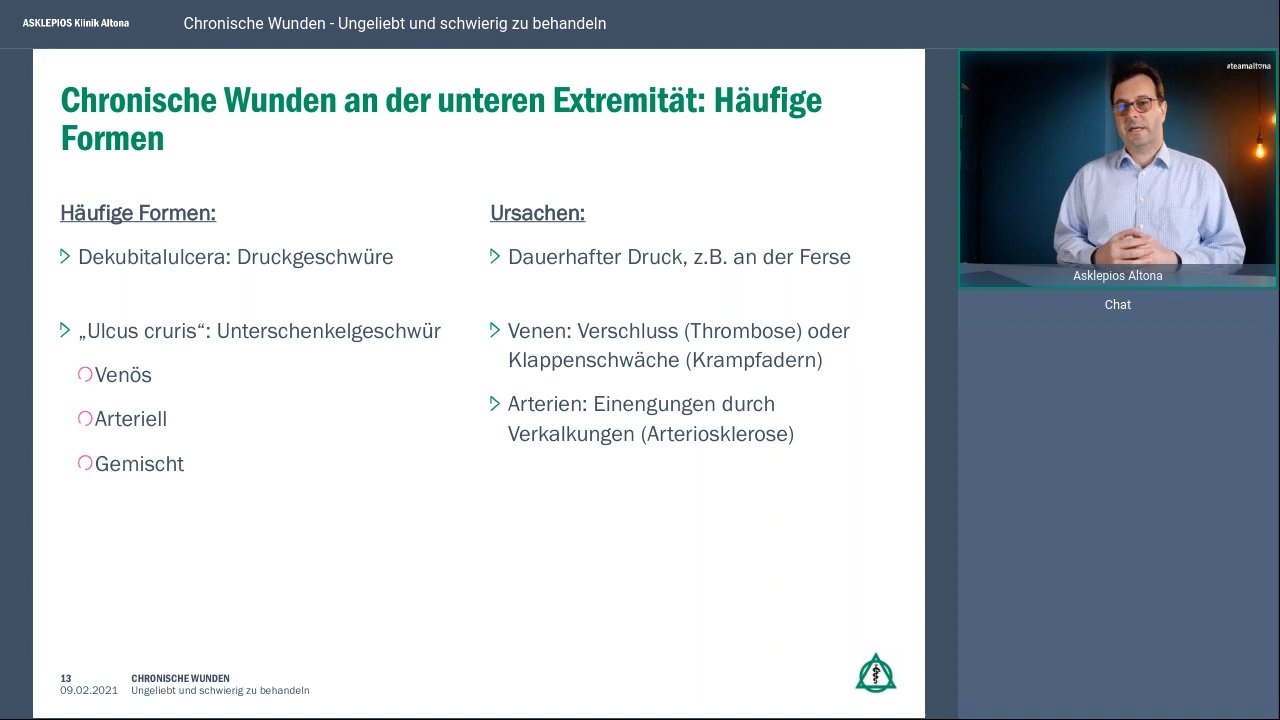 ASKLEPIOS Klinik Altona
Chronische Wunden - Ungeliebt und schwierig zu behandeln
Chronische Wunden an der unteren Extremität: Häufige
Formen
Häufige Formen:
Dekubitalulcera: Druckgeschwüre
„Ulcus cruris“: Unterschenkelgeschwür
Venös
Arteriell
Gemischt
Ursachen:
Dauerhafter Druck, z.B. an der Ferse
Venen: Verschluss (Thrombose) oder
Klappenschwäche (Krampfadern)
Arterien: Einengungen durch
Verkalkungen (Arteriosklerose)
13
CHRONISCHE WUNDEN
09.02.2021
Ungeliebt und schwierig zu behandeln
#teamaltona
Asklepios Altona
Chat